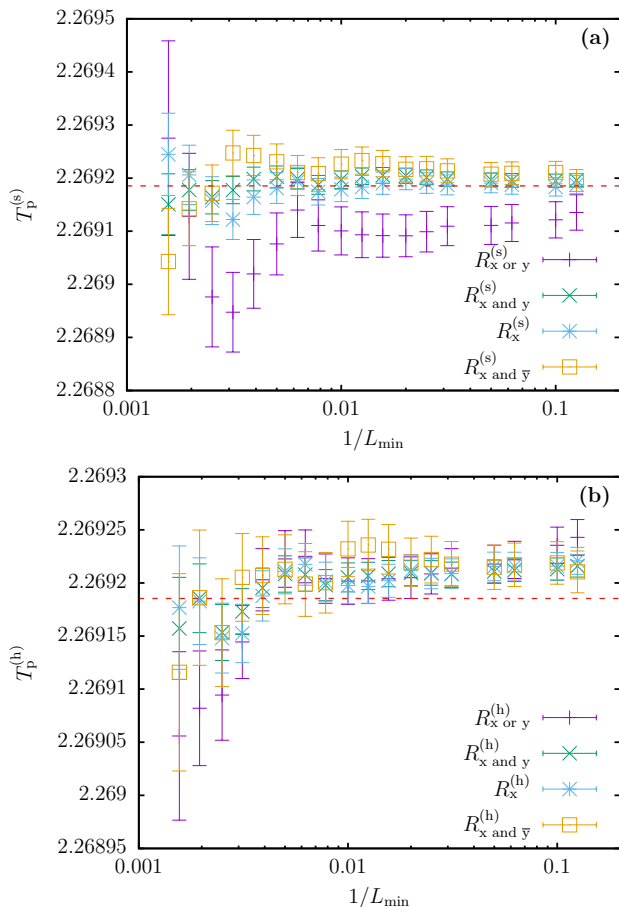 (a)
2.2695
2.2694
2.2693
2.2692
2.2691
2.269
2.2689
2.2688
T_p^(s)
R_x or y^(s)
R_x and y^(s)
R_x^(s)
R_x and y̅^(s)
0.001 0.01 0.1
1/L_min
(b)
2.2693
2.26925
2.2692
2.26915
2.2691
2.26905
2.269
2.26895
T_p^(h)
R_x or y^(h)
R_x and y^(h)
R_x^(h)
R_x and y̅^(h)
0.001 0.01 0.1
1/L_min